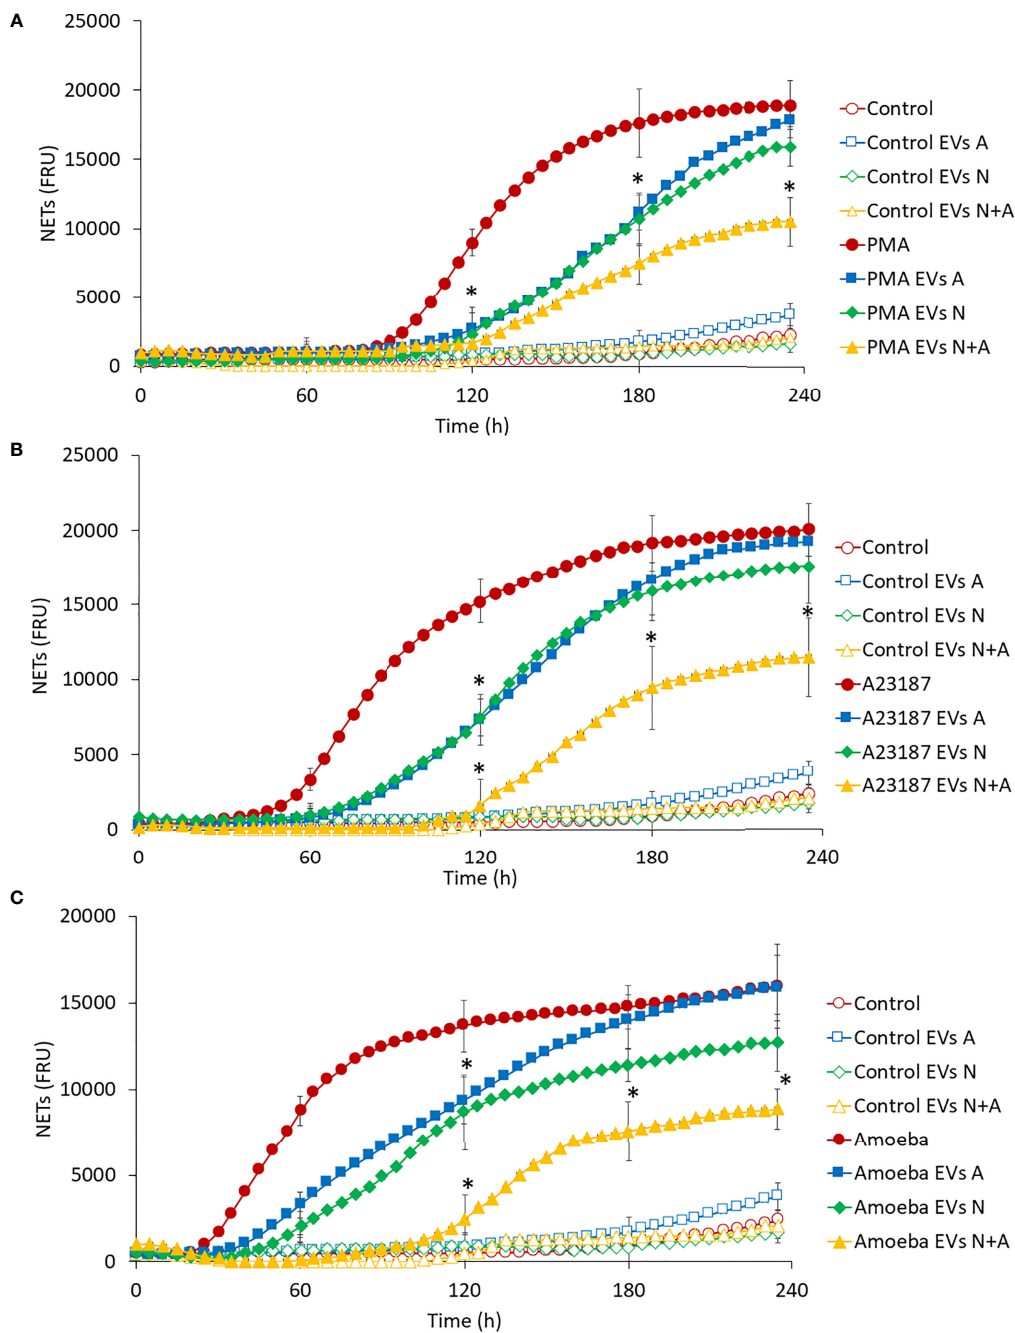 A
25000
20000
15000
10000
5000
0
NETs (FRU)
0 60 120 180 240
Time (h)
* * *
Control
Control EVs A
Control EVs N
Control EVs N+A
PMA
PMA EVs A
PMA EVs N
PMA EVs N+A
B
25000
20000
15000
10000
5000
0
NETs (FRU)
0 60 120 180 240
Time (h)
* * * *
Control
Control EVs A
Control EVs N
Control EVs N+A
A23187
A23187 EVs A
A23187 EVs N
A23187 EVs N+A
C
20000
15000
10000
5000
0
NETs (FRU)
0 60 120 180 240
Time (h)
* * * *
Control
Control EVs A
Control EVs N
Control EVs N+A
Amoeba
Amoeba EVs A
Amoeba EVs N
Amoeba EVs N+A